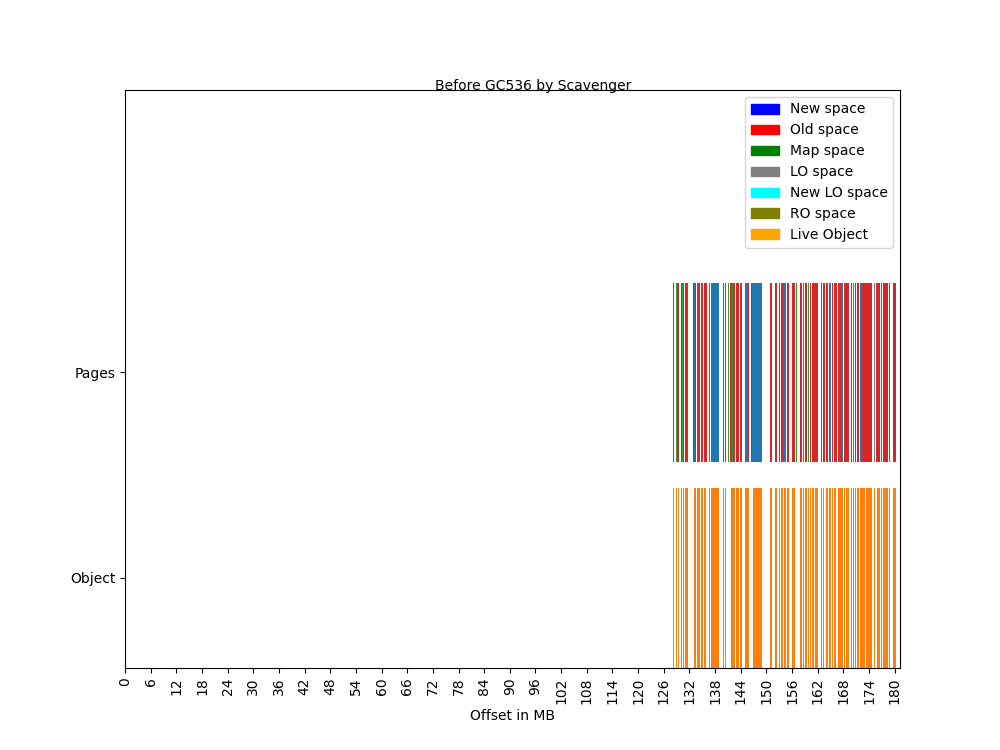 Before GC536 by Scavenger
New space
Old space
Map space
LO space
New LO space
RO space
Live Object
Pages
Object
0 6 12 18 24 30 36 42 48 54 60 66 72 78 84 90 96 102 108 114 120 126 132 138 144 150 156 162 168 174 180
Offset in MB